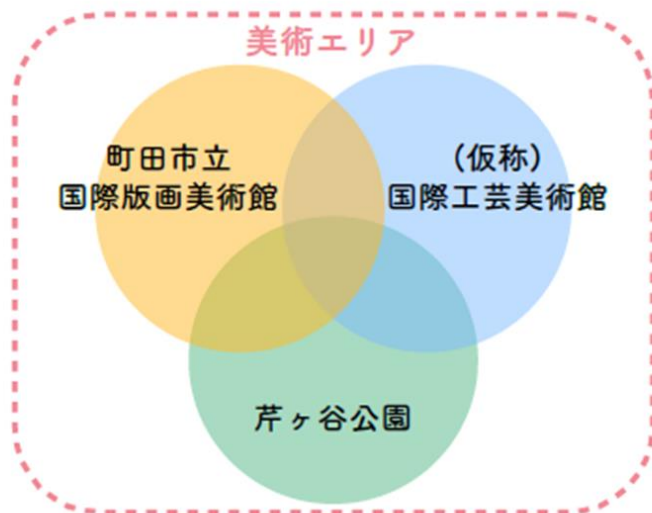 美術エリア
町田市立
国際版画美術館
(仮称)
国際工芸美術館
芹ヶ谷公園